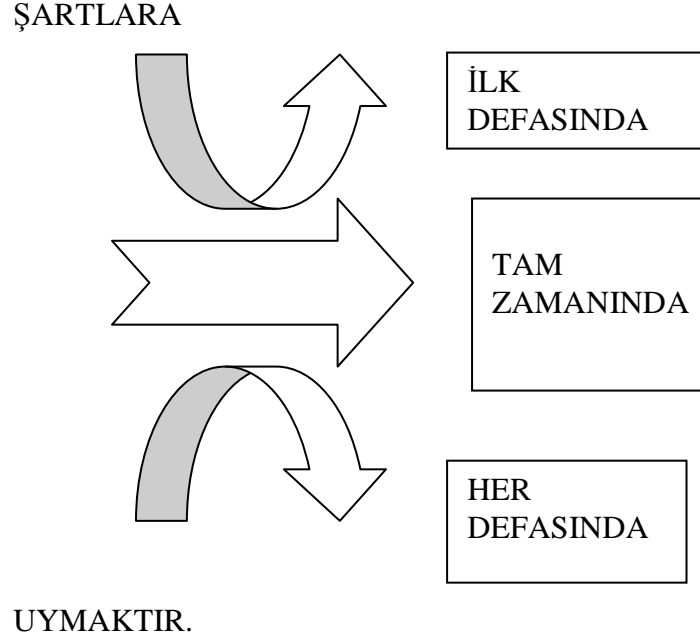 ŞARTLARA
İLK
DEFASINDA
TAM
ZAMANINDA
HER
DEFASINDA
UYMAKTIR.